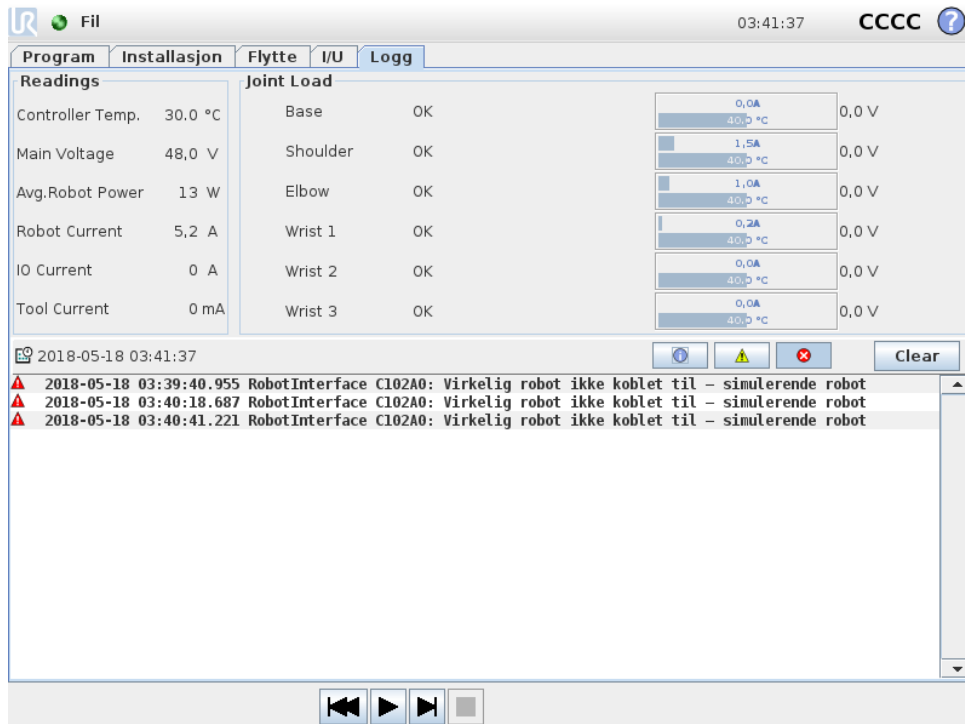 UR Fil 03:41:37 CCCC ?
Program Installasjon Flytte I/U Logg
Readings
Controller Temp. 30.0 °C
Main Voltage 48,0 V
Avg.Robot Power 13 W
Robot Current 5,2 A
IO Current 0 A
Tool Current 0 mA
Joint Load
Base OK 0,0A 40,0 °C 0,0 V
Shoulder OK 1,5A 40,0 °C 0,0 V
Elbow OK 1,0A 40,0 °C 0,0 V
Wrist 1 OK 0,2A 40,0 °C 0,0 V
Wrist 2 OK 0,0A 40,0 °C 0,0 V
Wrist 3 OK 0,0A 40,0 °C 0,0 V
2018-05-18 03:41:37 Clear
2018-05-18 03:39:40.955 RobotInterface C102A0: Virkelig robot ikke koblet til – simulerende robot
2018-05-18 03:40:18.687 RobotInterface C102A0: Virkelig robot ikke koblet til – simulerende robot
2018-05-18 03:40:41.221 RobotInterface C102A0: Virkelig robot ikke koblet til – simulerende robot